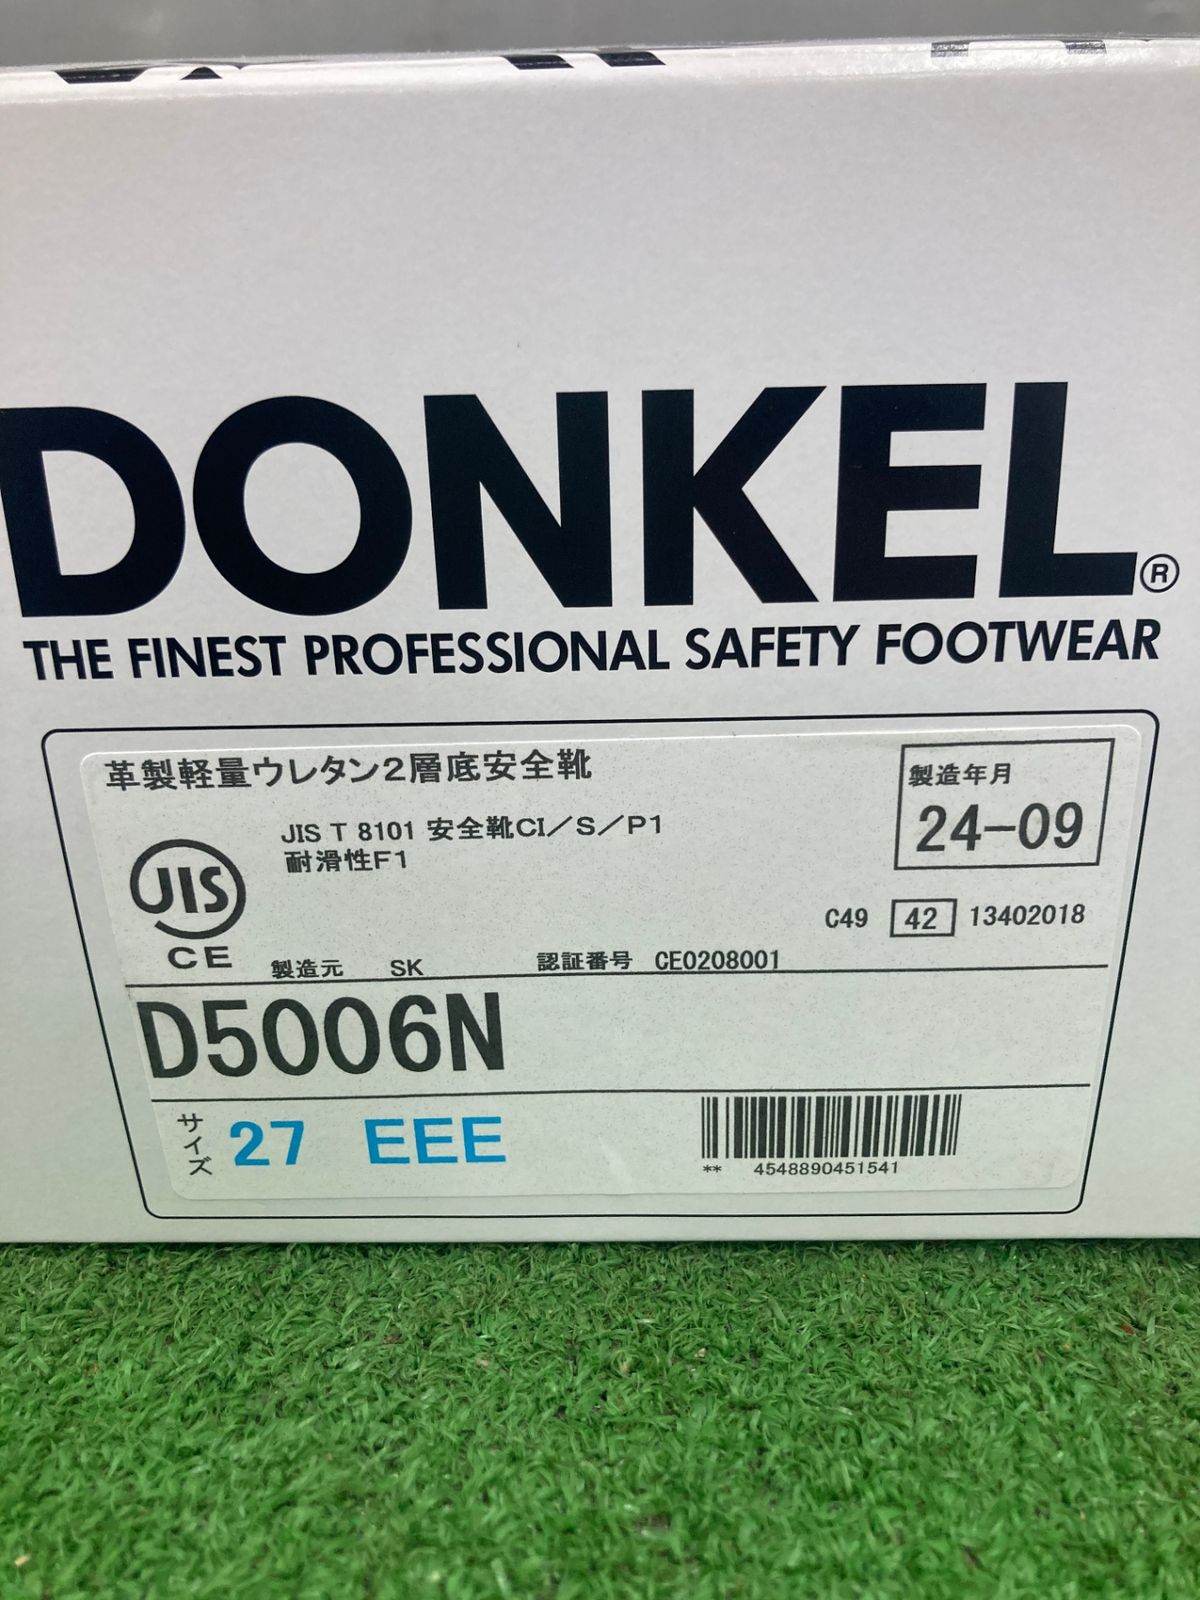 DONKEL®
THE FINEST PROFESSIONAL SAFETY FOOTWEAR
革製軽量ウレタン2層底安全靴
製造年月
24-09
JIS T 8101 安全靴CI/S/P1
耐滑性F1
JIS
CE
C49 42 13402018
製造元 SK 認証番号 CE0208001
D5006N
サイズ 27 EEE
** 4548890451541